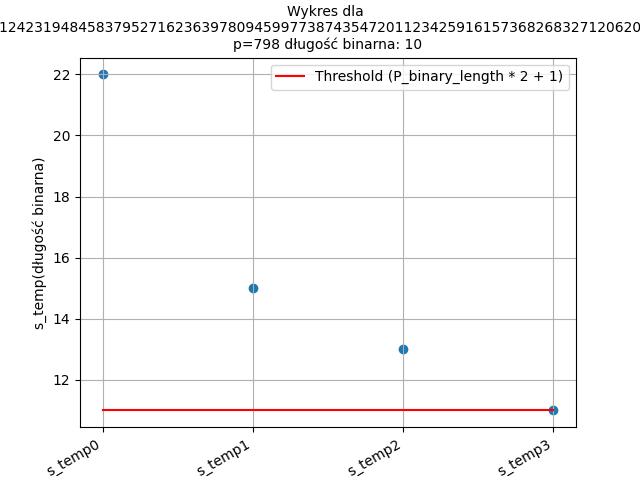 Wykres dla
1242319484583795271623639780945997738743547201123425916157368268327120620
p=798 długość binarna: 10
Threshold (P_binary_length * 2 + 1)
s_temp(długość binarna)
22
20
18
16
14
12
s_temp0
s_temp1
s_temp2
s_temp3